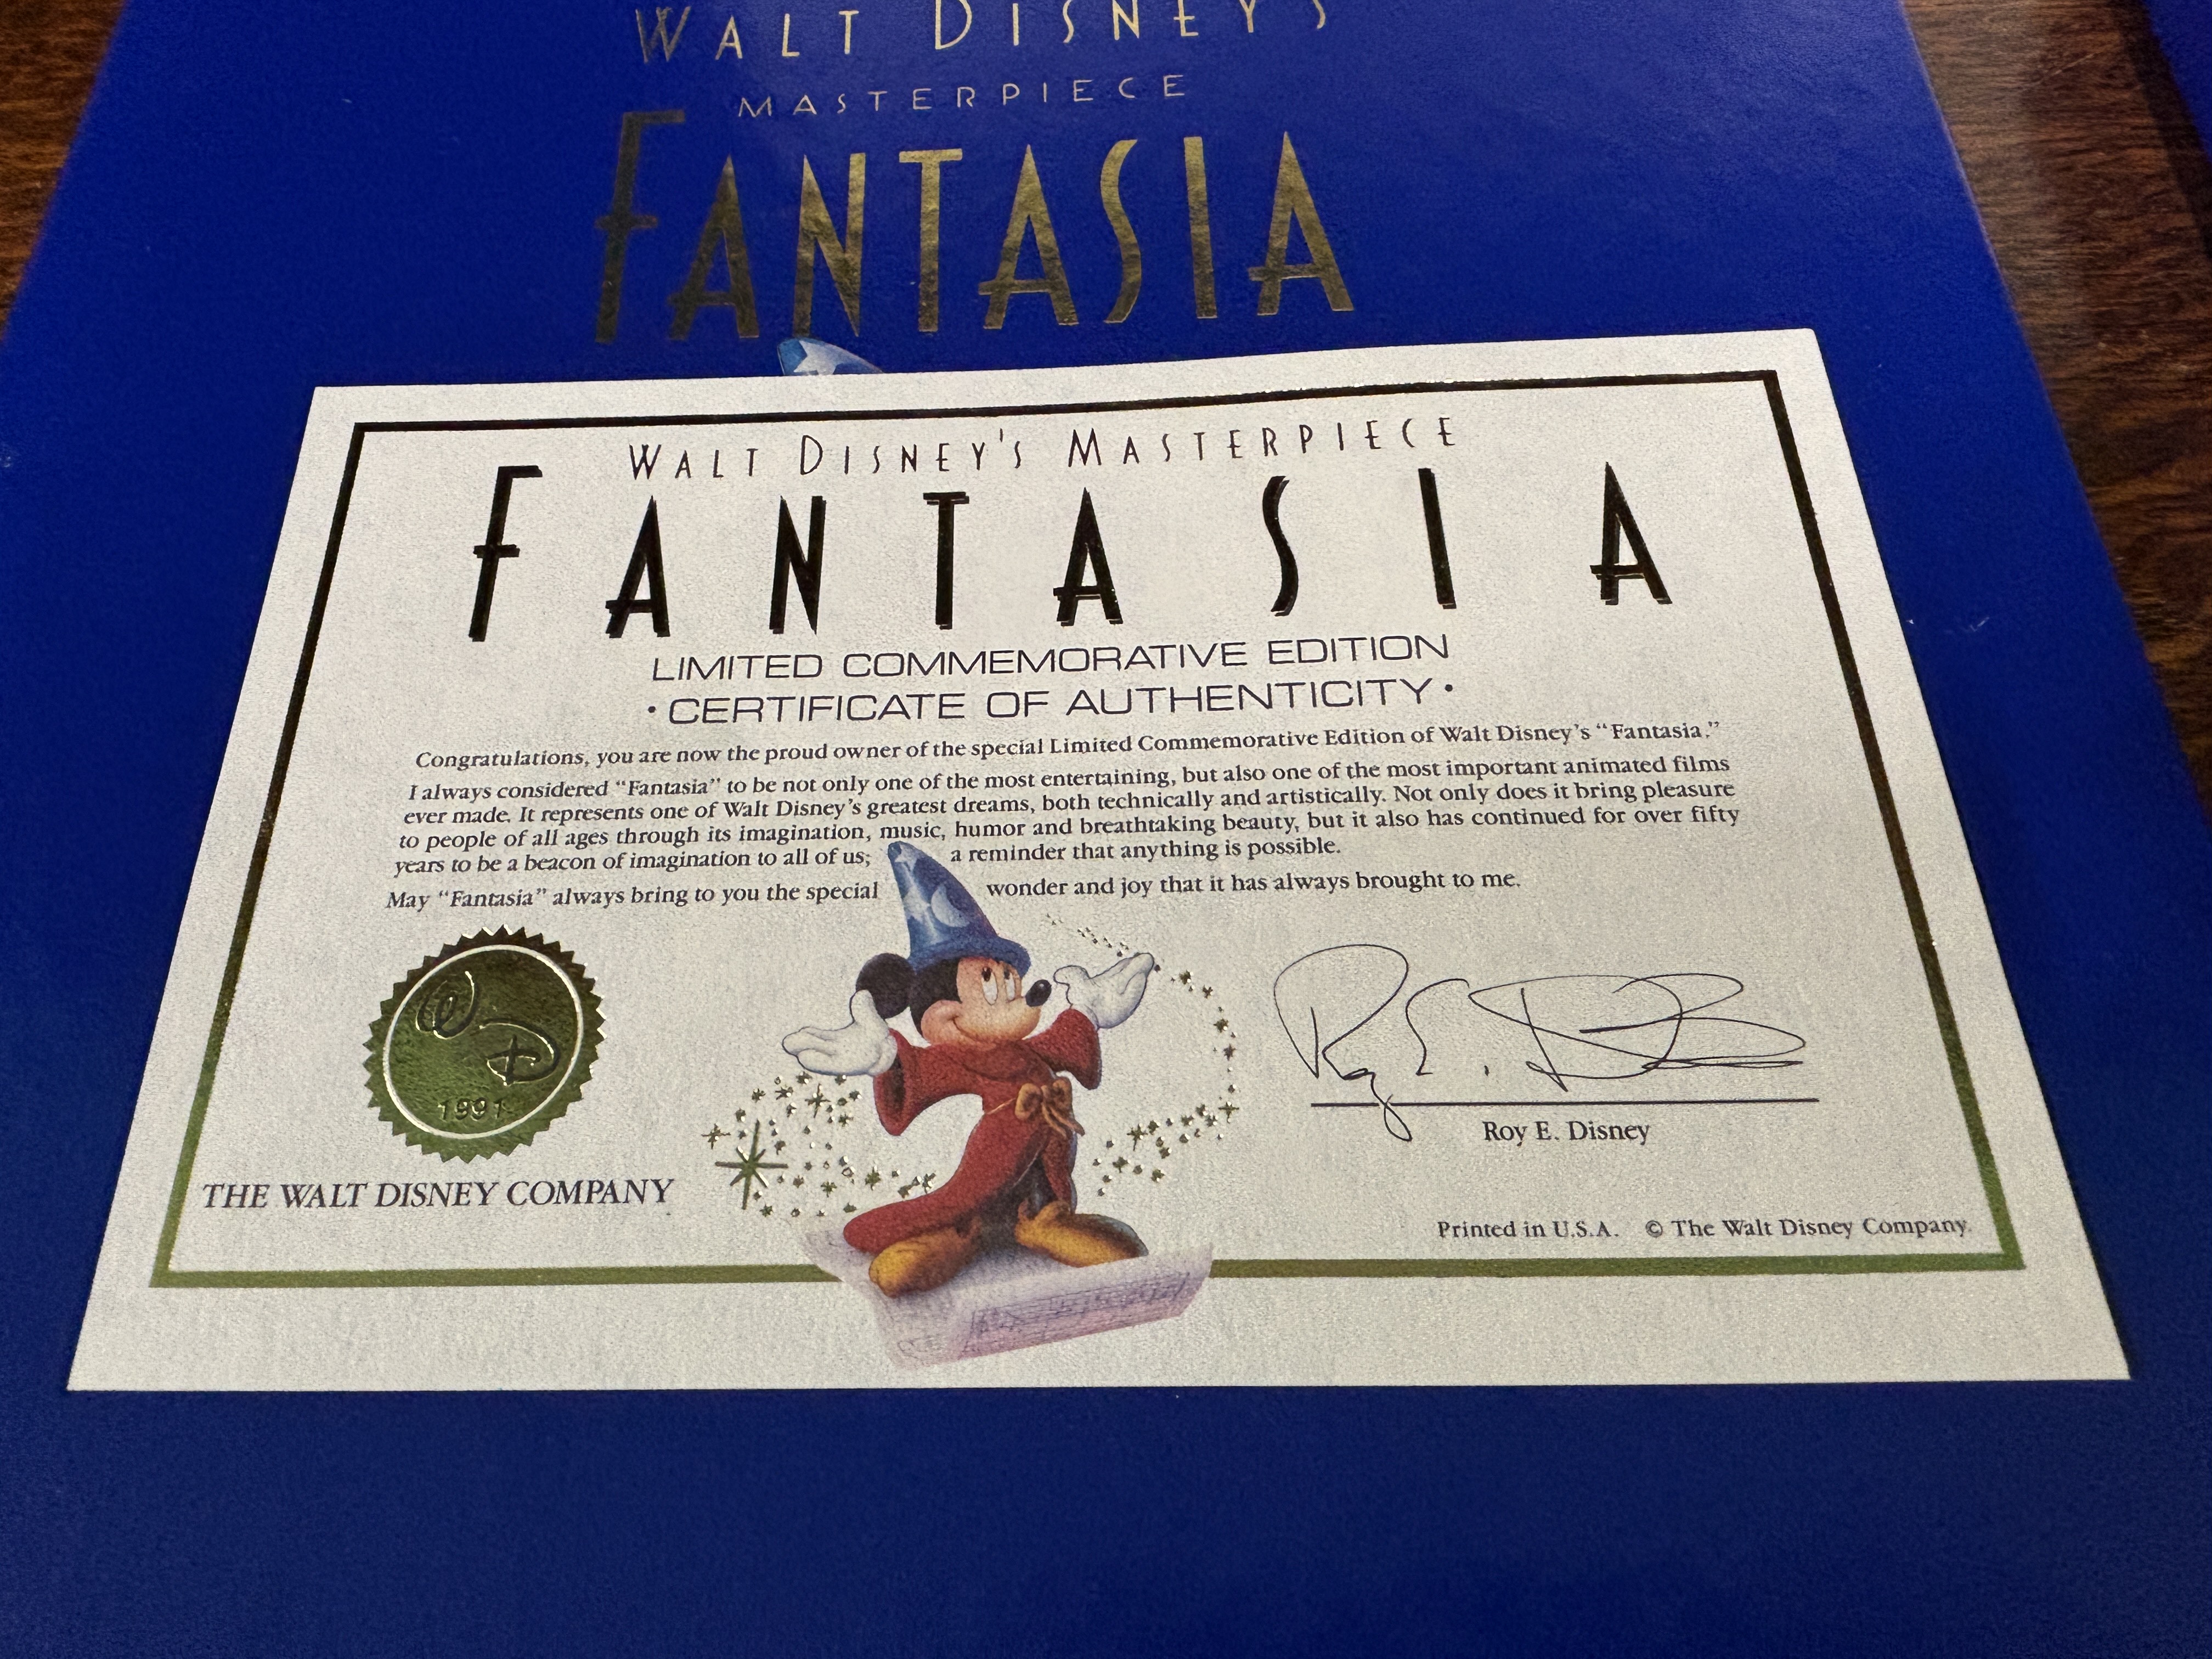 WALT DISNEY'S
MASTERPIECE
FANTASIA
WALT DISNEY'S MASTERPIECE
FANTASIA
LIMITED COMMEMORATIVE EDITION
• CERTIFICATE OF AUTHENTICITY •
Congratulations, you are now the proud owner of the special Limited Commemorative Edition of Walt Disney's “Fantasia.”
I always considered “Fantasia” to be not only one of the most entertaining, but also one of the most important animated films
ever made. It represents one of Walt Disney's greatest dreams, both technically and artistically. Not only does it bring pleasure
to people of all ages through its imagination, music, humor and breathtaking beauty, but it also has continued for over fifty
years to be a beacon of imagination to all of us; a reminder that anything is possible.
May “Fantasia” always bring to you the special wonder and joy that it has always brought to me.
WD
1991
Roy E. Disney
Roy E. Disney
THE WALT DISNEY COMPANY
Printed in U.S.A. © The Walt Disney Company.